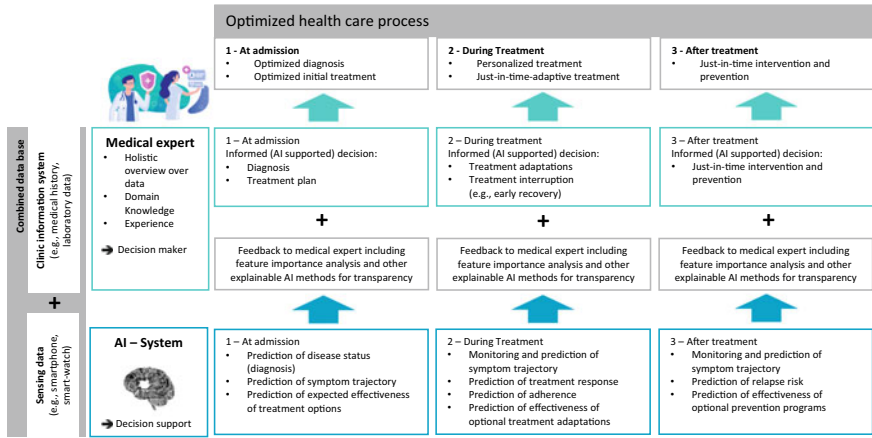 Optimized health care process
1 - At admission
• Optimized diagnosis
• Optimized initial treatment
2 - During Treatment
• Personalized treatment
• Just-in-time-adaptive treatment
3 - After treatment
• Just-in-time intervention and
prevention
Combined data base
Clinic information system
(e.g., medical history,
laboratory data)
Medical expert
• Holistic
overview over
data
• Domain
Knowledge
• Experience
➔ Decision maker
1 – At admission
Informed (AI supported) decision:
• Diagnosis
• Treatment plan
2 – During treatment
Informed (AI supported) decision:
• Treatment adaptations
• Treatment interruption
(e.g., early recovery)
3 – After treatment
Informed (AI supported) decision:
• Just-in-time intervention and
prevention
+
+
+
Feedback to medical expert including
feature importance analysis and other
explainable AI methods for transparency
Feedback to medical expert including
feature importance analysis and other
explainable AI methods for transparency
Feedback to medical expert including
feature importance analysis and other
explainable AI methods for transparency
+
Sensing data
(e.g., smartphone,
smart-watch)
AI – System
➔ Decision support
1 – At admission
• Prediction of disease status
(diagnosis)
• Prediction of symptom trajectory
• Prediction of expected effectiveness
of treatment options
2 – During Treatment
• Monitoring and prediction of
symptom trajectory
• Prediction of treatment response
• Prediction of adherence
• Prediction of effectiveness of
optional treatment adaptations
3 – After treatment
• Monitoring and prediction of
symptom trajectory
• Prediction of relapse risk
• Prediction of effectiveness of
optional prevention programs